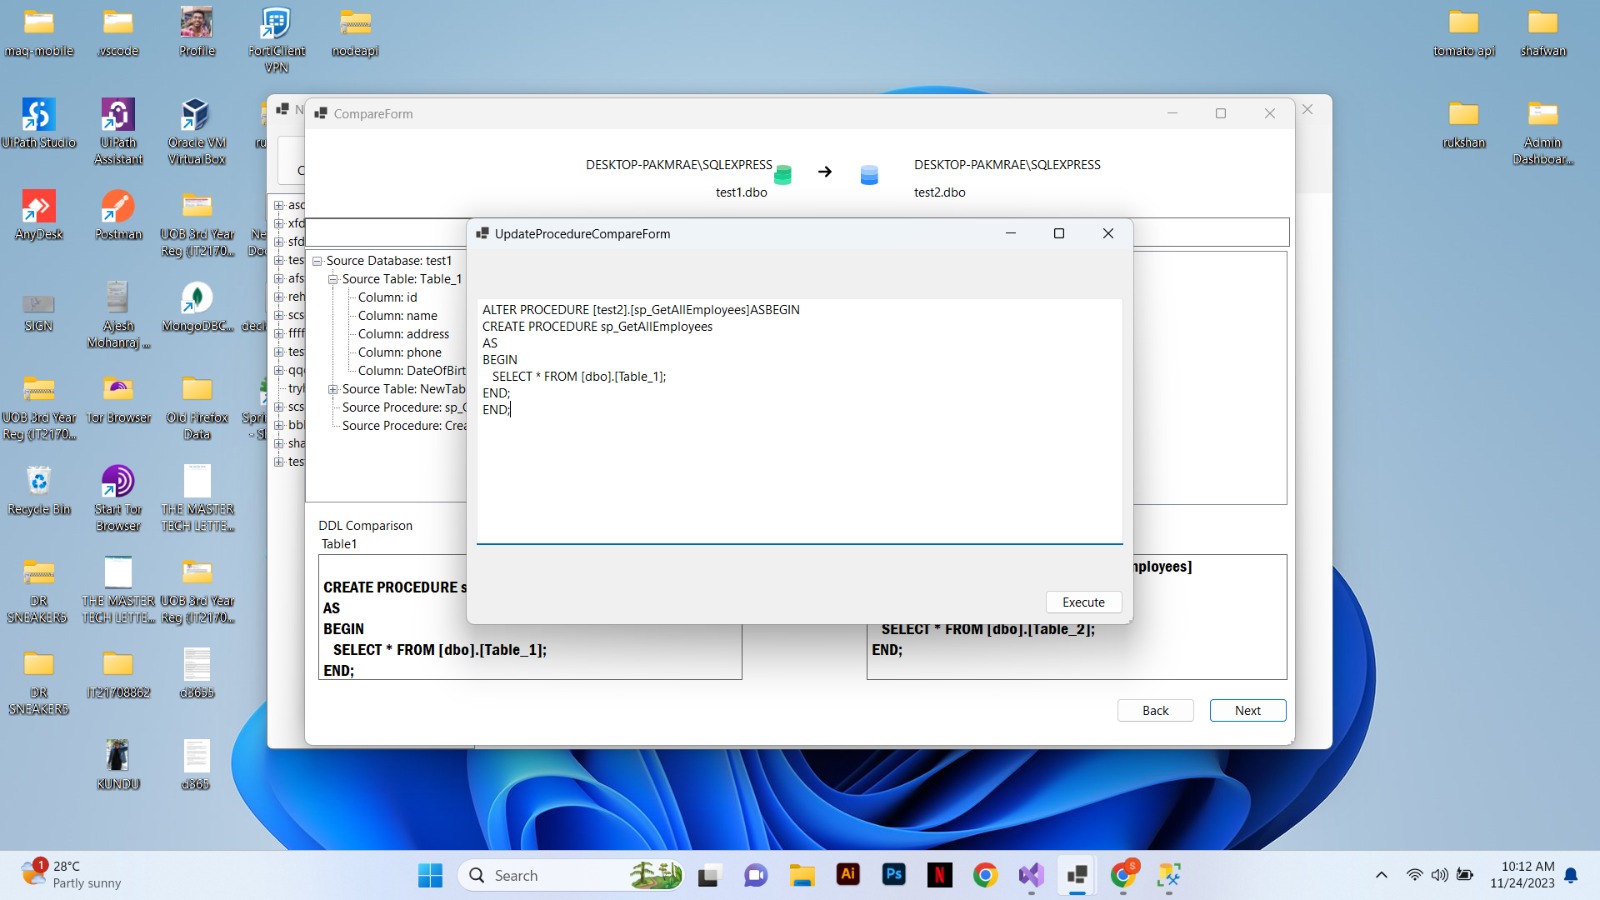 maq- mobile
.vscode
Profile
FortiClient VPN
nodeapi
tomato api
shafwan
UiPath Studio
UiPath Assistant
Oracle VM VirtualBox
rukshan
Admin Dashboar...
AnyDesk
Postman
UOB 3rd Year Reg (IT2170...
SIGN
Ajesh Mohanraj ...
MongoDBC...
UOB 3rd Year Reg (IT2170...
Tor Browser
Old Firefox Data
Recycle Bin
Start Tor Browser
THE MASTER TECH LETTE...
DR SNEAKERS
THE MASTER TECH LETTE...
UOB 3rd Year Reg (IT2170...
DR SNEAKERS
IT21708862
d3655
KUNDU
d365
CompareForm
DESKTOP-PAKMRAE\SQLEXPRESS
test1.dbo
DESKTOP-PAKMRAE\SQLEXPRESS
test2.dbo
Source Database: test1
Source Table: Table_1
Column: id
Column: name
Column: address
Column: phone
Column: DateOfBirt
Source Table: NewTab
Source Procedure: sp_
Source Procedure: Crea
UpdateProcedureCompareForm
ALTER PROCEDURE [test2].[sp_GetAllEmployees]ASBEGIN
CREATE PROCEDURE sp_GetAllEmployees
AS
BEGIN
SELECT * FROM [dbo].[Table_1];
END;
END;
Execute
DDL Comparison
Table1
CREATE PROCEDURE s
AS
BEGIN
SELECT * FROM [dbo].[Table_1];
END;
mployees]
SELECT * FROM [dbo].[Table_2];
END;
Back
Next
1
28°C
Partly sunny
Search
Ai
Ps
N
S
10:12 AM
11/24/2023